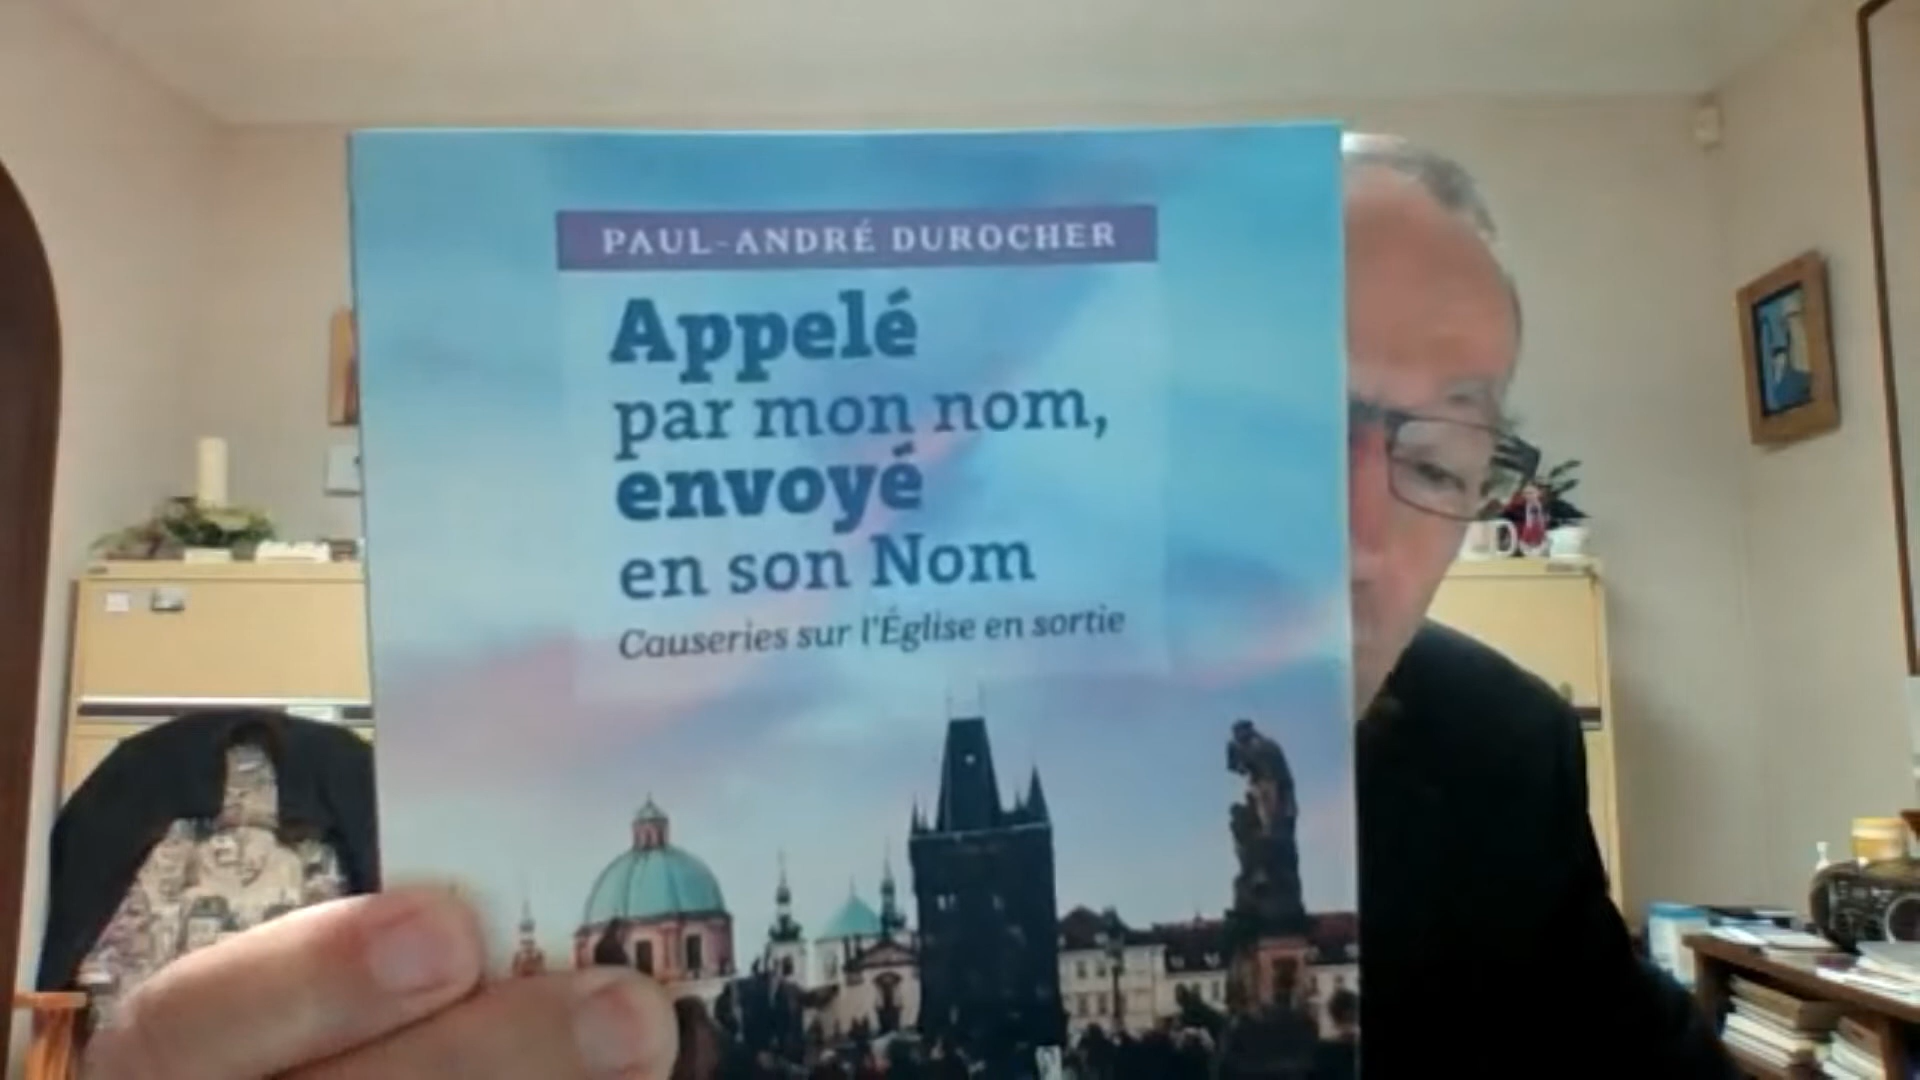 PAUL-ANDRÉ DUROCHER
Appelé
par mon nom,
envoyé
en son Nom
Causeries sur l'Église en sortie